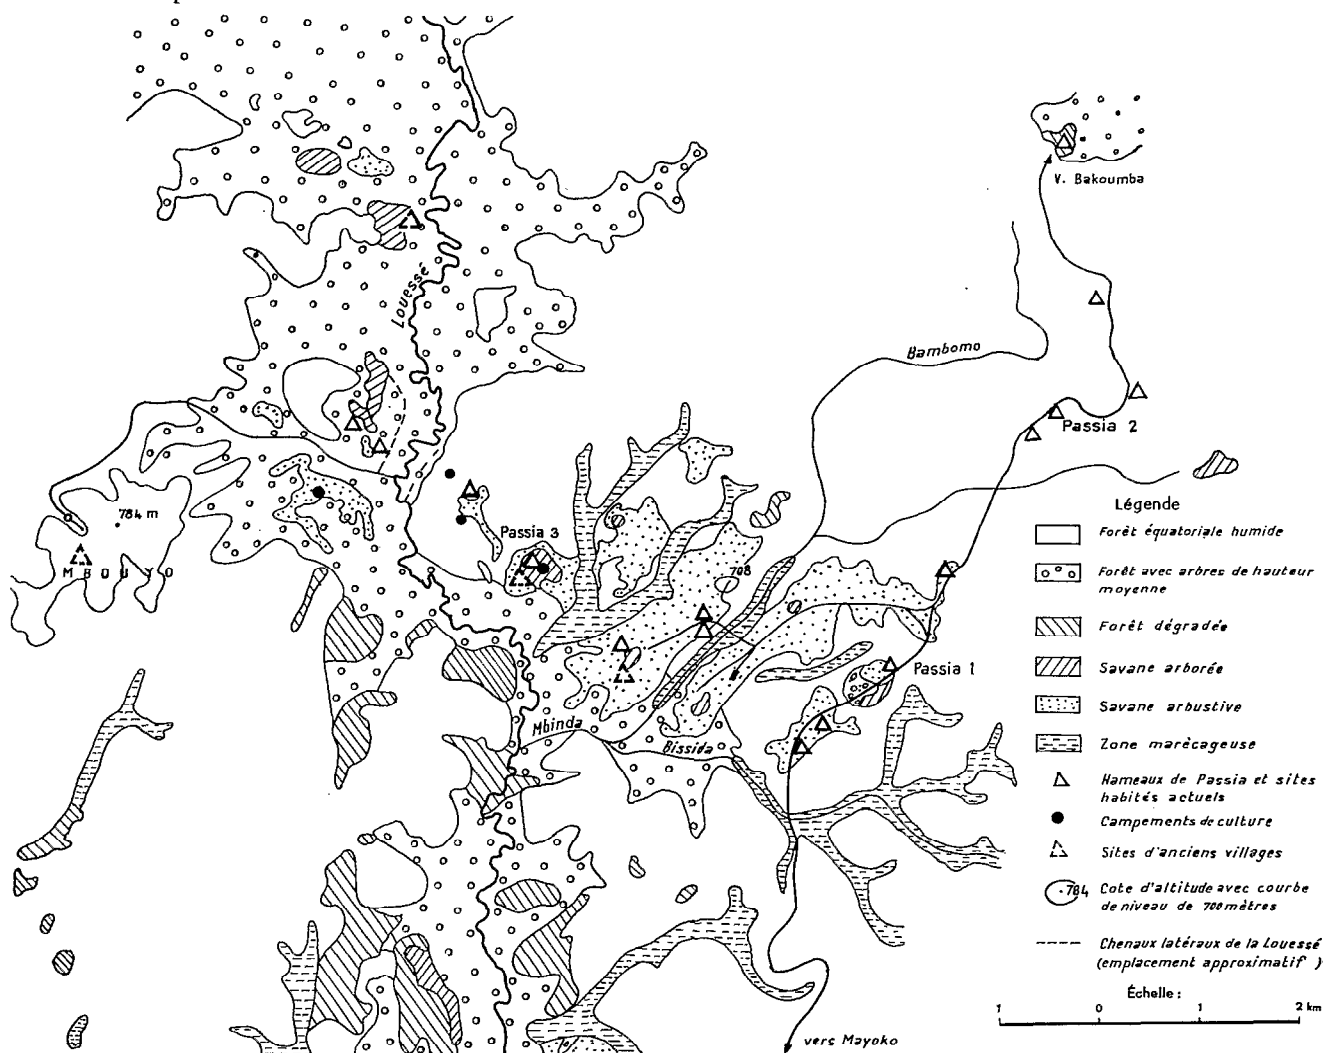 V. Bakoumba
Louessé
Bambomo
Passia 2
784 m
MBOUYO
Passia 3
708
Passia 1
Mbinda
Bissida
vers Mayoko
Légende
Forêt équatoriale humide
Forêt avec arbres de hauteur
moyenne
Forêt dégradée
Savane arborée
Savane arbustive
Zone marécageuse
Hameaux de Passia et sites
habités actuels
Campements de culture
Sites d'anciens villages
784
Cote d'altitude avec courbe
de niveau de 700 mètres
Chenaux latéraux de la Louessé
(emplacement approximatif )
Échelle :
1 0 1 2 km